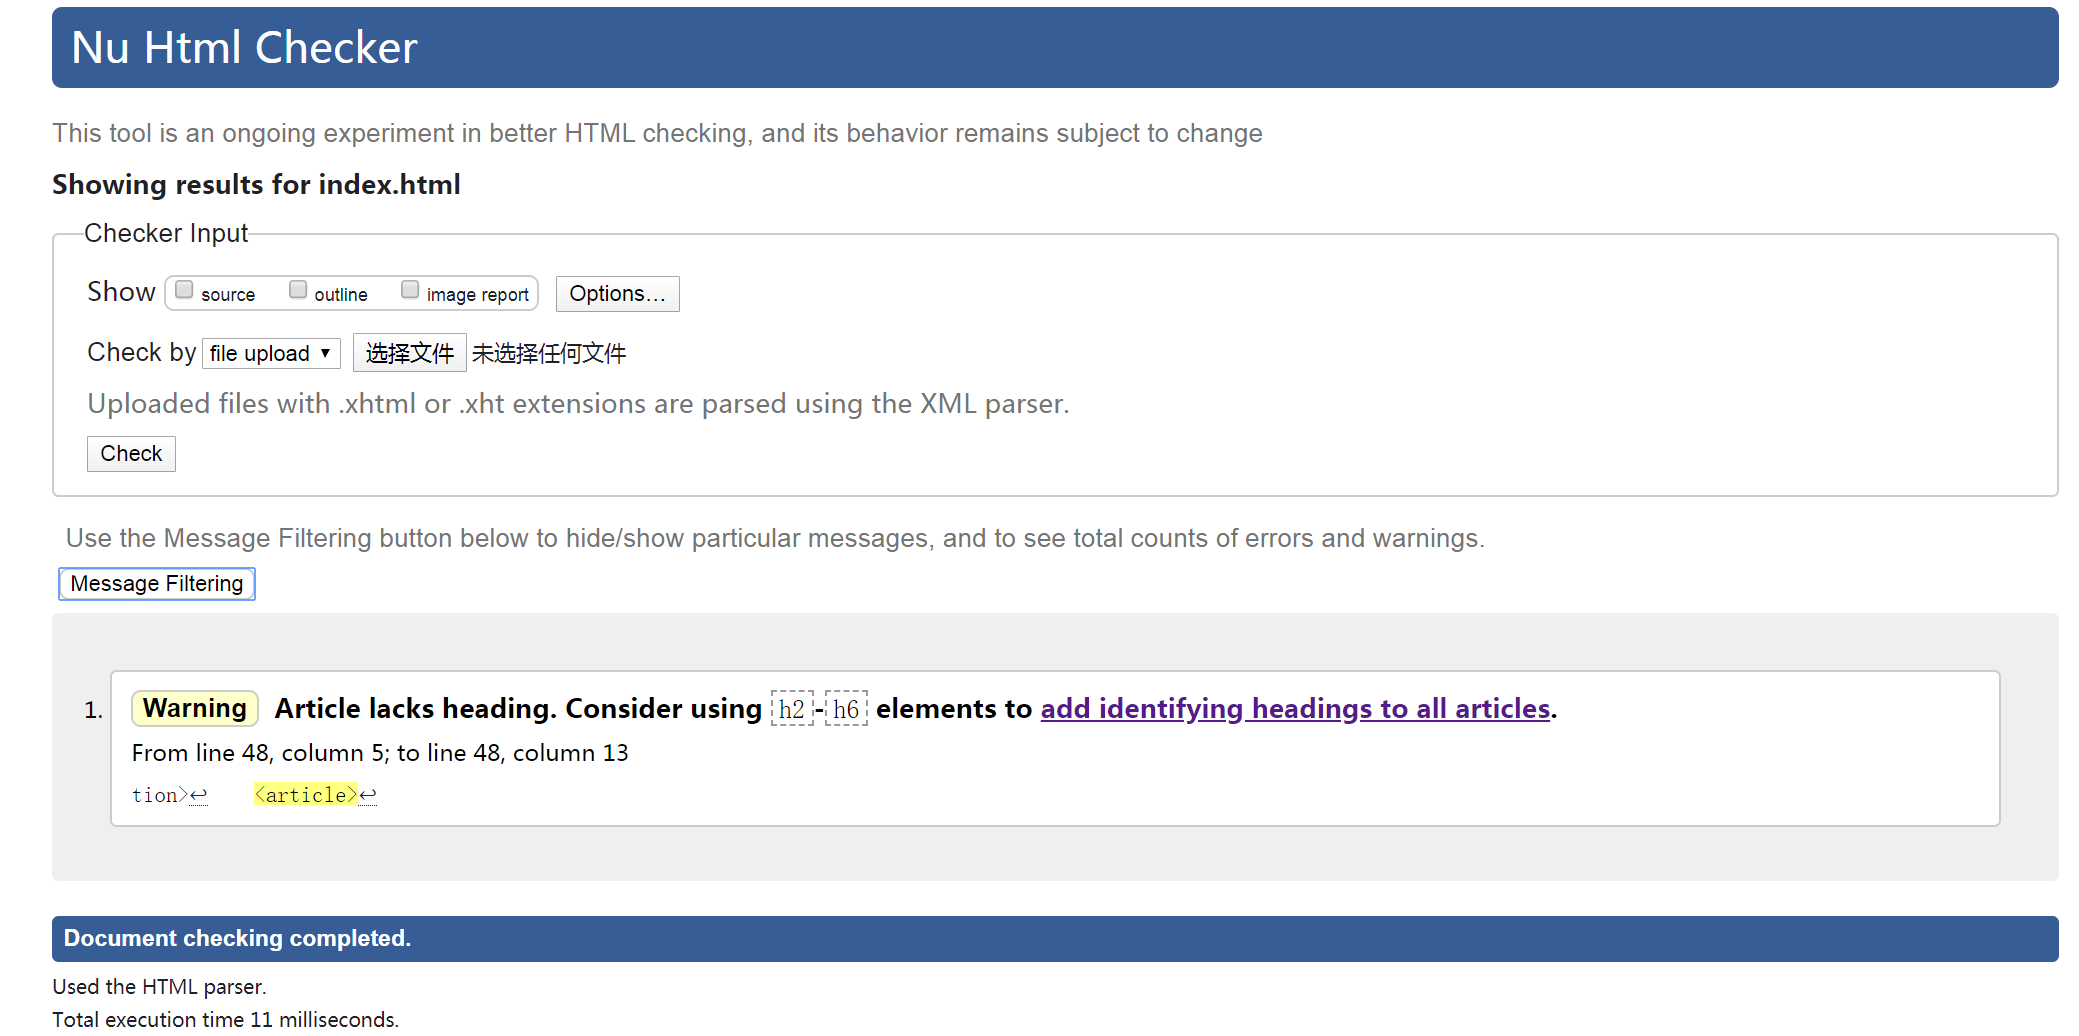 Nu Html Checker
This tool is an ongoing experiment in better HTML checking, and its behavior remains subject to change
Showing results for index.html
Checker Input
Show source outline image report Options...
Check by file upload ▼ 选择文件 未选择任何文件
Uploaded files with .xhtml or .xht extensions are parsed using the XML parser.
Check
Use the Message Filtering button below to hide/show particular messages, and to see total counts of errors and warnings.
Message Filtering
1. Warning Article lacks heading. Consider using h2-h6 elements to add identifying headings to all articles.
From line 48, column 5; to line 48, column 13
tion>↩ <article>↩
Document checking completed.
Used the HTML parser.
Total execution time 11 milliseconds.